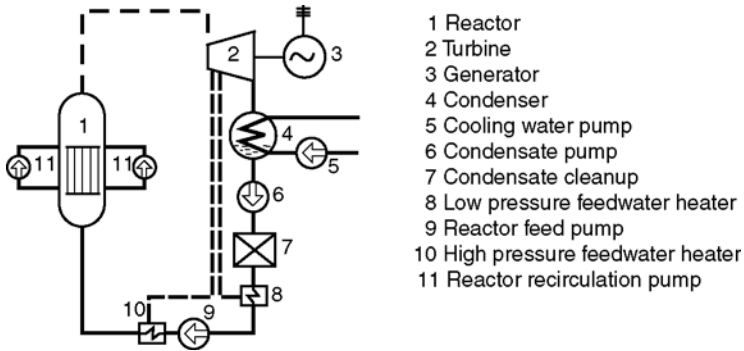 1 Reactor
2 Turbine
3 Generator
4 Condenser
5 Cooling water pump
6 Condensate pump
7 Condensate cleanup
8 Low pressure feedwater heater
9 Reactor feed pump
10 High pressure feedwater heater
11 Reactor recirculation pump
2
3
1
4
11
11
5
6
7
8
10
9